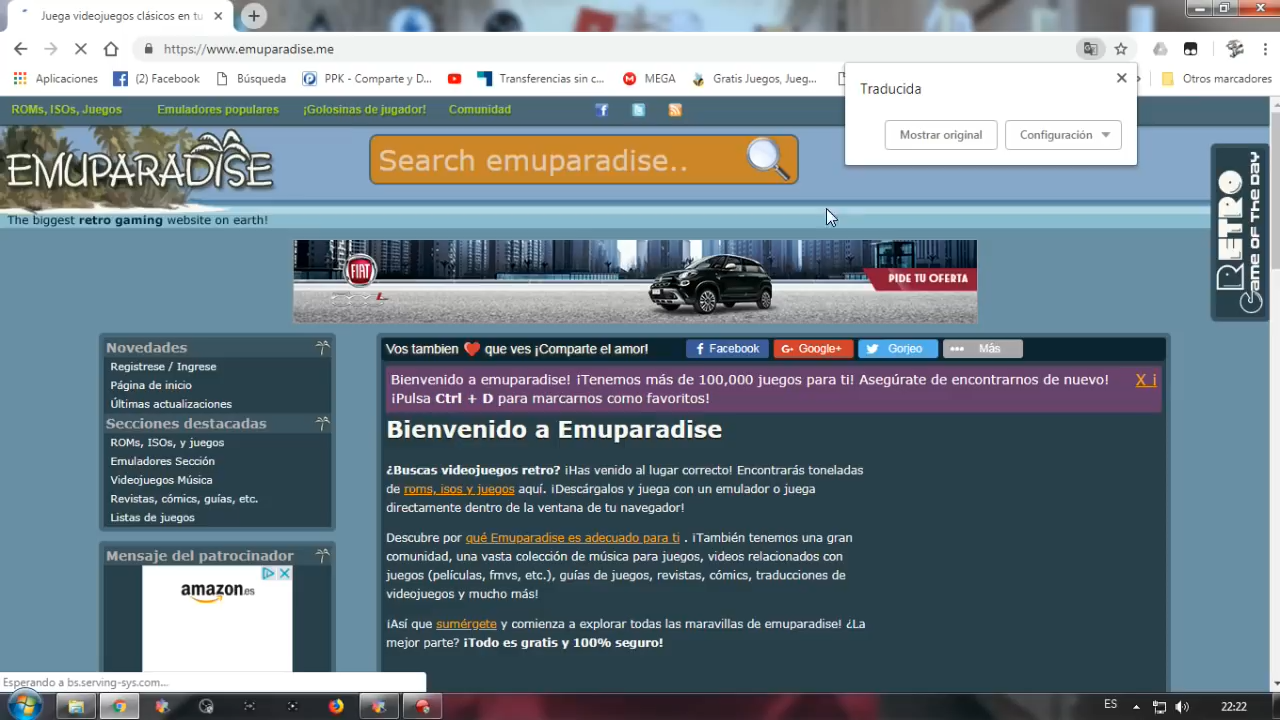 Juega videojuegos clásicos en tu
https://www.emuparadise.me
Aplicaciones
(2) Facebook
Búsqueda
PPK - Comparte y D...
Transferencias sin c...
MEGA
Gratis Juegos, Jueg...
Otros marcadores
Traducida
Mostrar original
Configuración
ROMs, ISOs, Juegos
Emuladores populares
¡Golosinas de jugador!
Comunidad
EMUPARADISE
Search emuparadise..
The biggest retro gaming website on earth!
RETRO
Game OF THE DAY
FIAT
PIDE TU OFERTA
Novedades
Registrese / Ingrese
Página de inicio
Últimas actualizaciones
Secciones destacadas
ROMs, ISOs, y juegos
Emuladores Sección
Videojuegos Música
Revistas, cómics, guías, etc.
Listas de juegos
Mensaje del patrocinador
amazon.es
Vos tambien ❤ que ves ¡Comparte el amor!
Facebook
G+ Google+
Gorjeo
Más
Bienvenido a emuparadise! ¡Tenemos más de 100,000 juegos para ti! Asegúrate de encontrarnos de nuevo!
¡Pulsa Ctrl + D para marcarnos como favoritos!
X ¡
Bienvenido a Emuparadise
¿Buscas videojuegos retro? ¡Has venido al lugar correcto! Encontrarás toneladas
de roms, isos y juegos aquí. ¡Descárgalos y juega con un emulador o juega
directamente dentro de la ventana de tu navegador!
Descubre por qué Emuparadise es adecuado para ti . ¡También tenemos una gran
comunidad, una vasta colección de música para juegos, videos relacionados con
juegos (películas, fmvs, etc.), guías de juegos, revistas, cómics, traducciones de
videojuegos y mucho más!
¡Así que sumérgete y comienza a explorar todas las maravillas de emuparadise! ¿La
mejor parte? ¡Todo es gratis y 100% seguro!
Esperando a bs.serving-sys.com...
ES
22:22